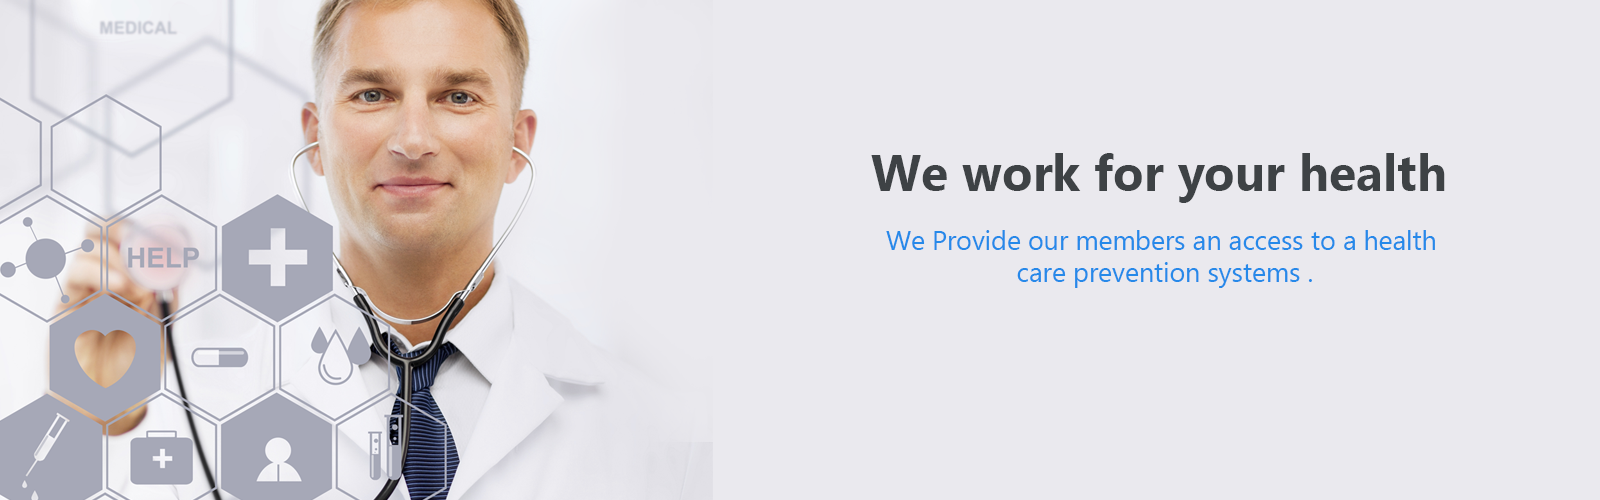 MEDICAL
HELP
We work for your health
We Provide our members an access to a health
care prevention systems .